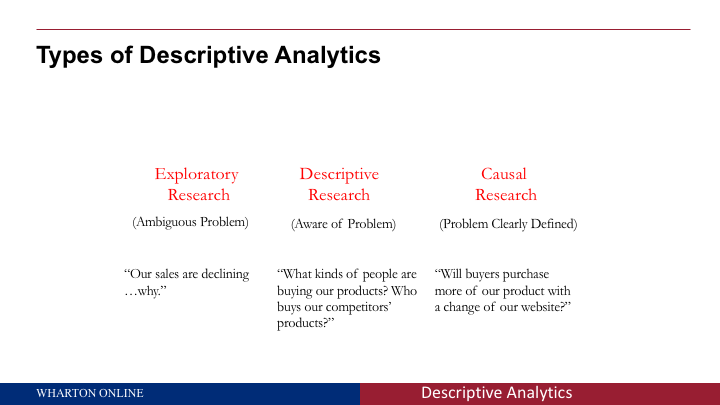 Types of Descriptive Analytics
Exploratory
Research
(Ambiguous Problem)
“Our sales are declining
…why.”
Descriptive
Research
(Aware of Problem)
“What kinds of people are
buying our products? Who
buys our competitors’
products?”
Causal
Research
(Problem Clearly Defined)
“Will buyers purchase
more of our product with
a change of our website?”
WHARTON ONLINE
Descriptive Analytics